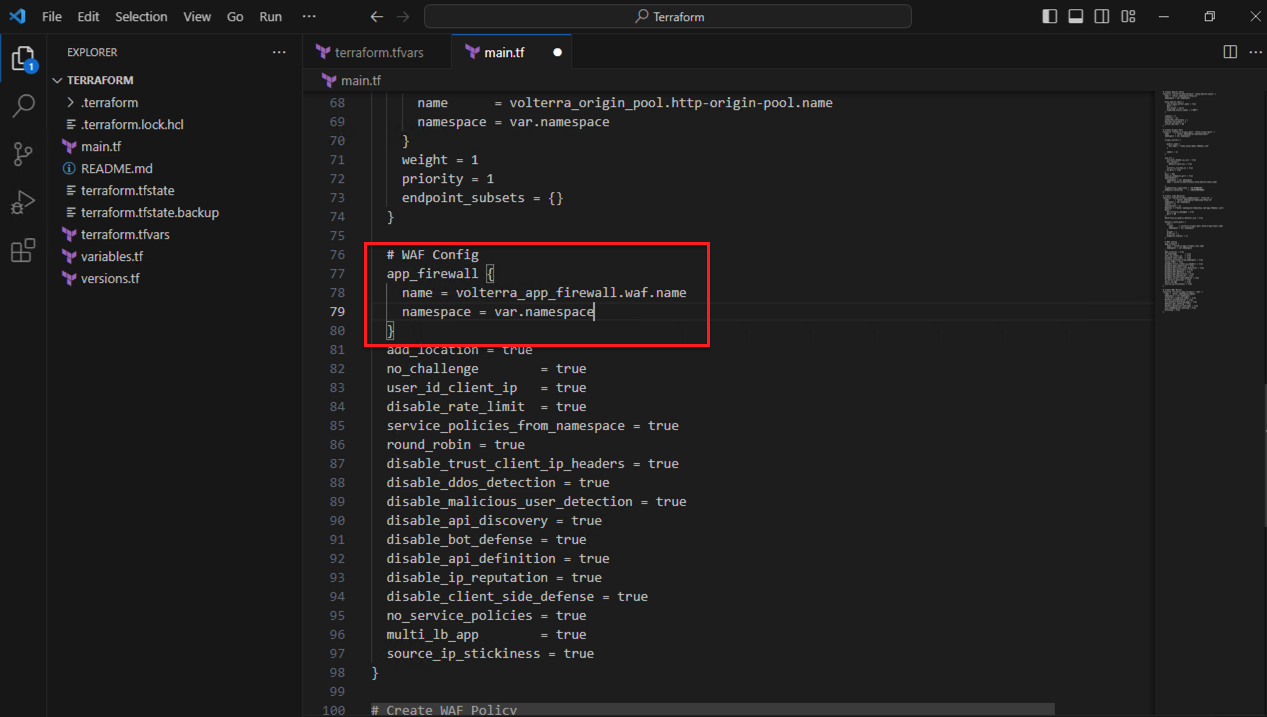 File Edit Selection View Go Run ··· Terraform
EXPLORER ···
TERRAFORM
.terraform
.terraform.lock.hcl
main.tf
README.md
terraform.tfstate
terraform.tfstate.backup
terraform.tfvars
variables.tf
versions.tf
1
terraform.tfvars main.tf
main.tf
68 name = volterra_origin_pool.http-origin-pool.name
69 namespace = var.namespace
70 }
71 weight = 1
72 priority = 1
73 endpoint_subsets = {}
74 }
75
76 # WAF Config
77 app_firewall {
78 name = volterra_app_firewall.waf.name
79 namespace = var.namespace
80 }
81 add_location = true
82 no_challenge = true
83 user_id_client_ip = true
84 disable_rate_limit = true
85 service_policies_from_namespace = true
86 round_robin = true
87 disable_trust_client_ip_headers = true
88 disable_ddos_detection = true
89 disable_malicious_user_detection = true
90 disable_api_discovery = true
91 disable_bot_defense = true
92 disable_api_definition = true
93 disable_ip_reputation = true
94 disable_client_side_defense = true
95 no_service_policies = true
96 multi_lb_app = true
97 source_ip_stickiness = true
98 }
99
100 # Create WAF Policy